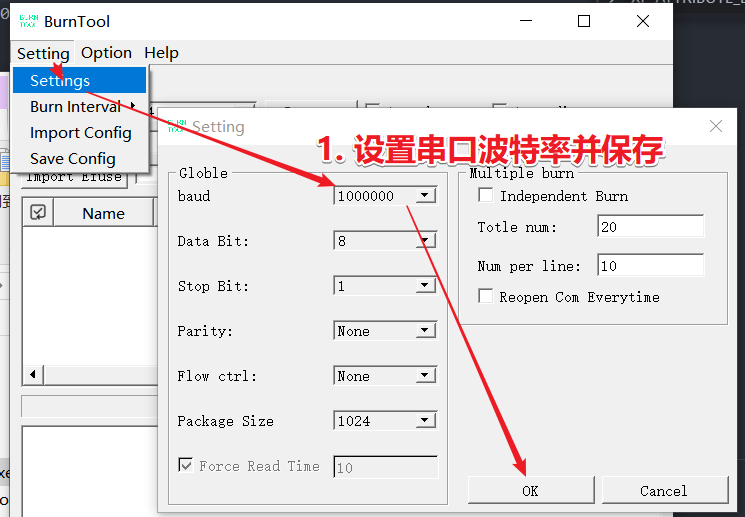 BURN TOOL BurnTool
Setting Option Help
Settings
Burn Interval
Import Config
Save Config
Import Efuse
Name
Setting
1. 设置串口波特率并保存
Globle
baud
1000000
Data Bit:
8
Stop Bit:
1
Parity:
None
Flow ctrl:
None
Package Size
1024
Force Read Time
10
Multiple burn
Independent Burn
Totle num:
20
Num per line:
10
Reopen Com Everytime
OK
Cancel